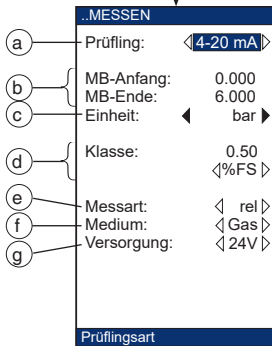 ..MESSEN
a Prüfling: 4-20 mA
b MB-Anfang: 0.000
MB-Ende: 6.000
c Einheit: bar
d Klasse: 0.50
%FS
e Messart: rel
f Medium: Gas
g Versorgung: 24V
Prüflingsart